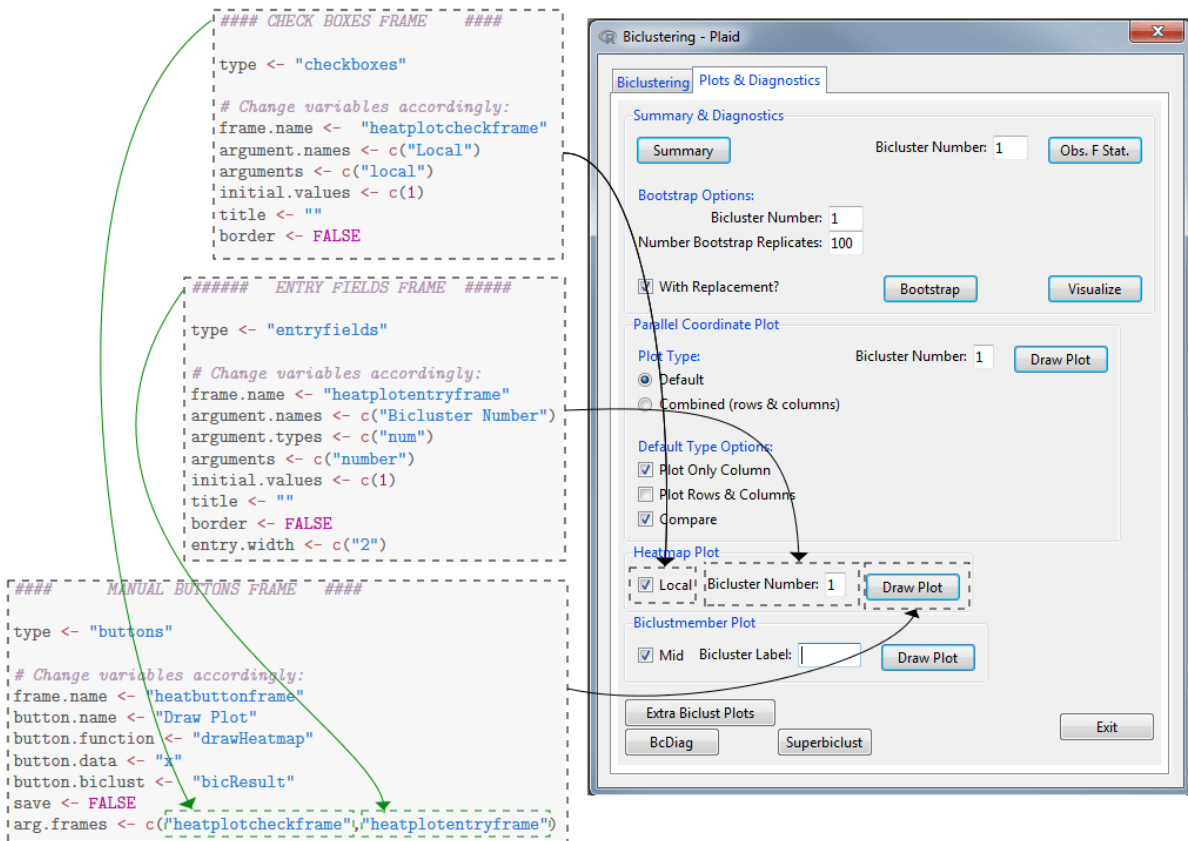 #### CHECK BOXES FRAME ####
type <- "checkboxes"
# Change variables accordingly:
frame.name <- "heatplotcheckframe"
argument.names <- c("Local")
arguments <- c("local")
initial.values <- c(1)
title <- ""
border <- FALSE
###### ENTRY FIELDS FRAME #####
type <- "entryfields"
# Change variables accordingly:
frame.name <- "heatplotentryframe"
argument.names <- c("Bicluster Number")
argument.types <- c("num")
arguments <- c("number")
initial.values <- c(1)
title <- ""
border <- FALSE
entry.width <- c("2")
#### MANUAL BUTTONS FRAME ####
type <- "buttons"
# Change variables accordingly:
frame.name <- "heatbuttonframe"
button.name <- "Draw Plot"
button.function <- "drawHeatmap"
button.data <- "x"
button.biclust <- "bicResult"
save <- FALSE
arg.frames <- c("heatplotcheckframe","heatplotentryframe")
Biclustering - Plaid
Biclustering Plots & Diagnostics
Summary & Diagnostics
Summary Bicluster Number: 1 Obs. F Stat.
Bootstrap Options:
Bicluster Number: 1
Number Bootstrap Replicates: 100
With Replacement? Bootstrap Visualize
Parallel Coordinate Plot
Plot Type: Bicluster Number: 1 Draw Plot
Default
Combined (rows & columns)
Default Type Options:
Plot Only Column
Plot Rows & Columns
Compare
Heatmap Plot
Local Bicluster Number: 1 Draw Plot
Biclustmember Plot
Mid Bicluster Label: Draw Plot
Extra Biclust Plots
Exit
BcDiag Superbiclust